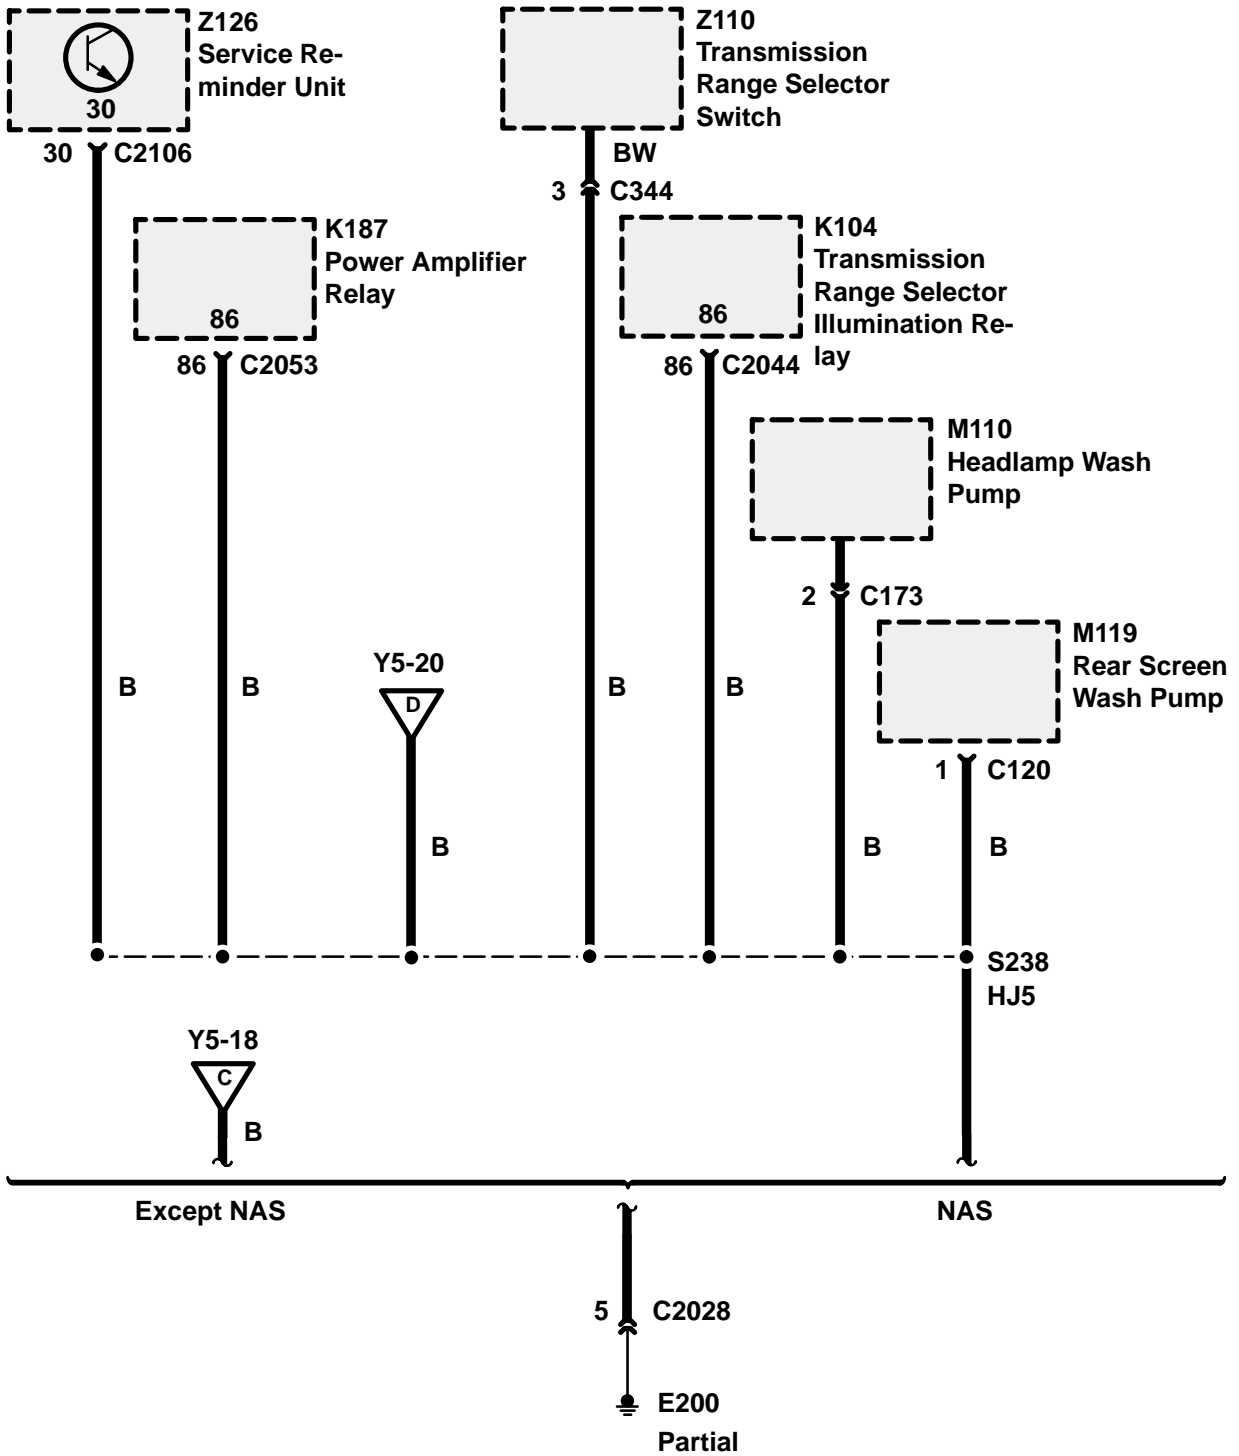 Z126
Service Re-
minder Unit
30
30 C2106
Z110
Transmission
Range Selector
Switch
BW
3 C344
K187
Power Amplifier
Relay
86
86 C2053
K104
Transmission
Range Selector
Illumination Re-
lay
86
86 C2044
M110
Headlamp Wash
Pump
2 C173
M119
Rear Screen
Wash Pump
1 C120
Y5-20
D
B
B
B
B
B
B
B
S238
HJ5
Y5-18
C
B
Except NAS
NAS
5 C2028
E200
Partial